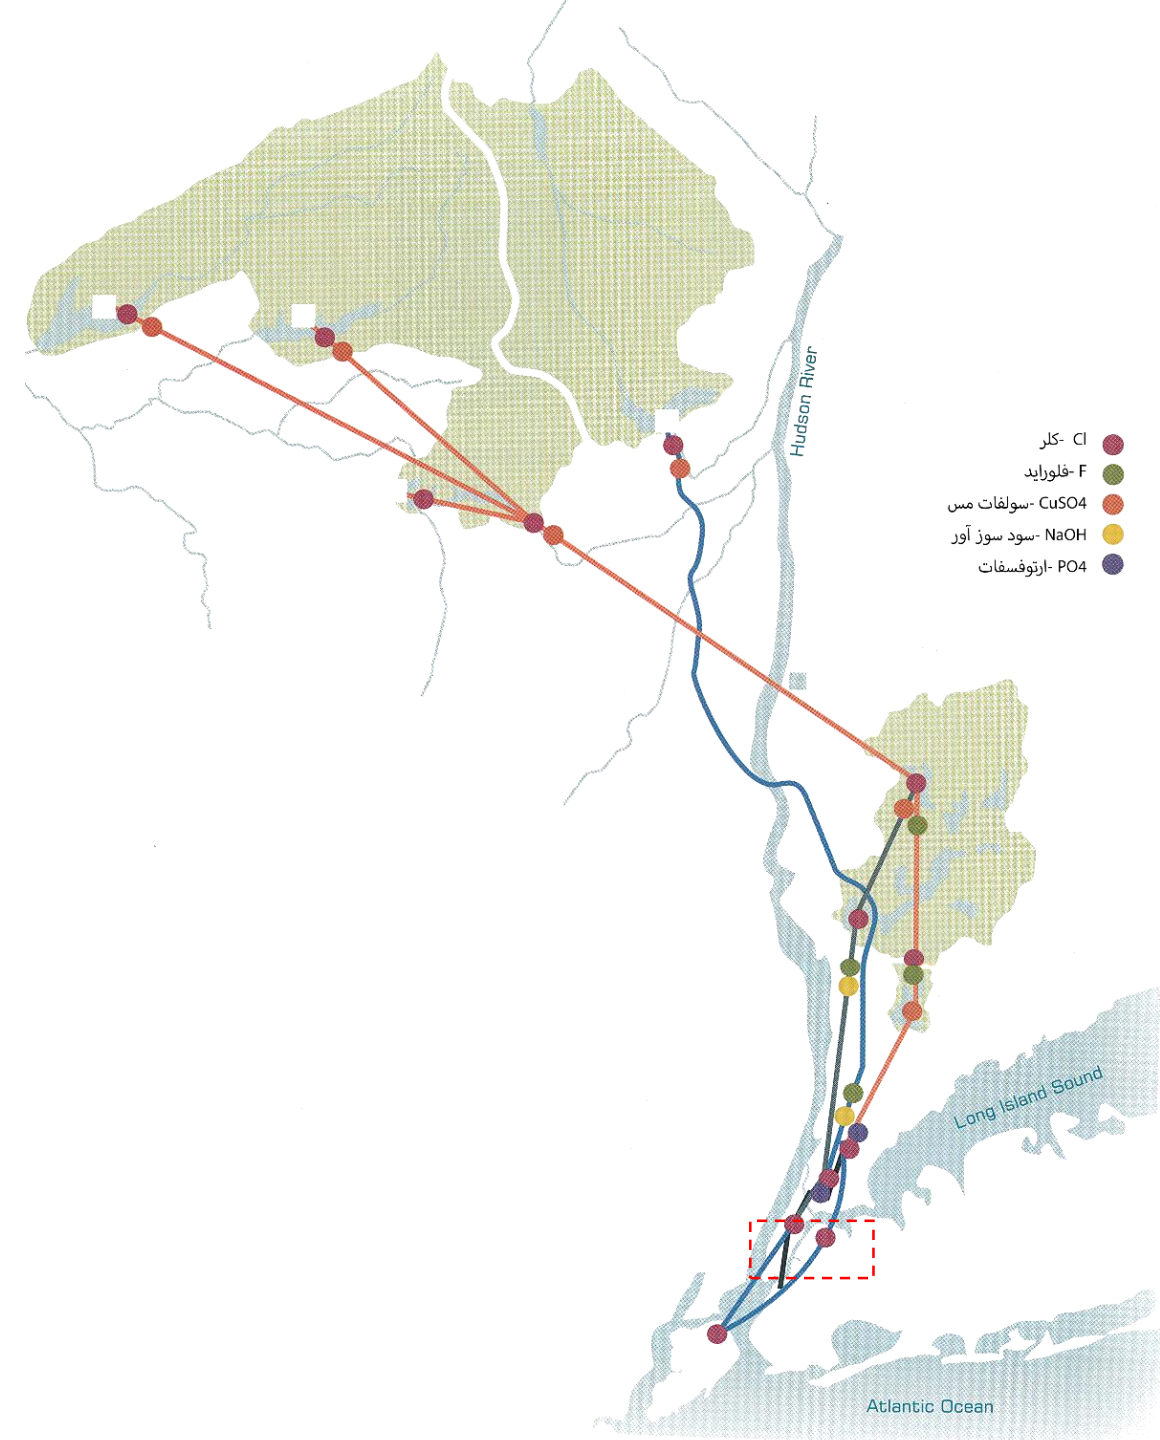 Hudson River
کلر- Cl
فلوراید- F
سولفات مس- CuSO4
سود سوز آور- NaOH
ارتوفسفات- PO4
Long Island Sound
Atlantic Ocean